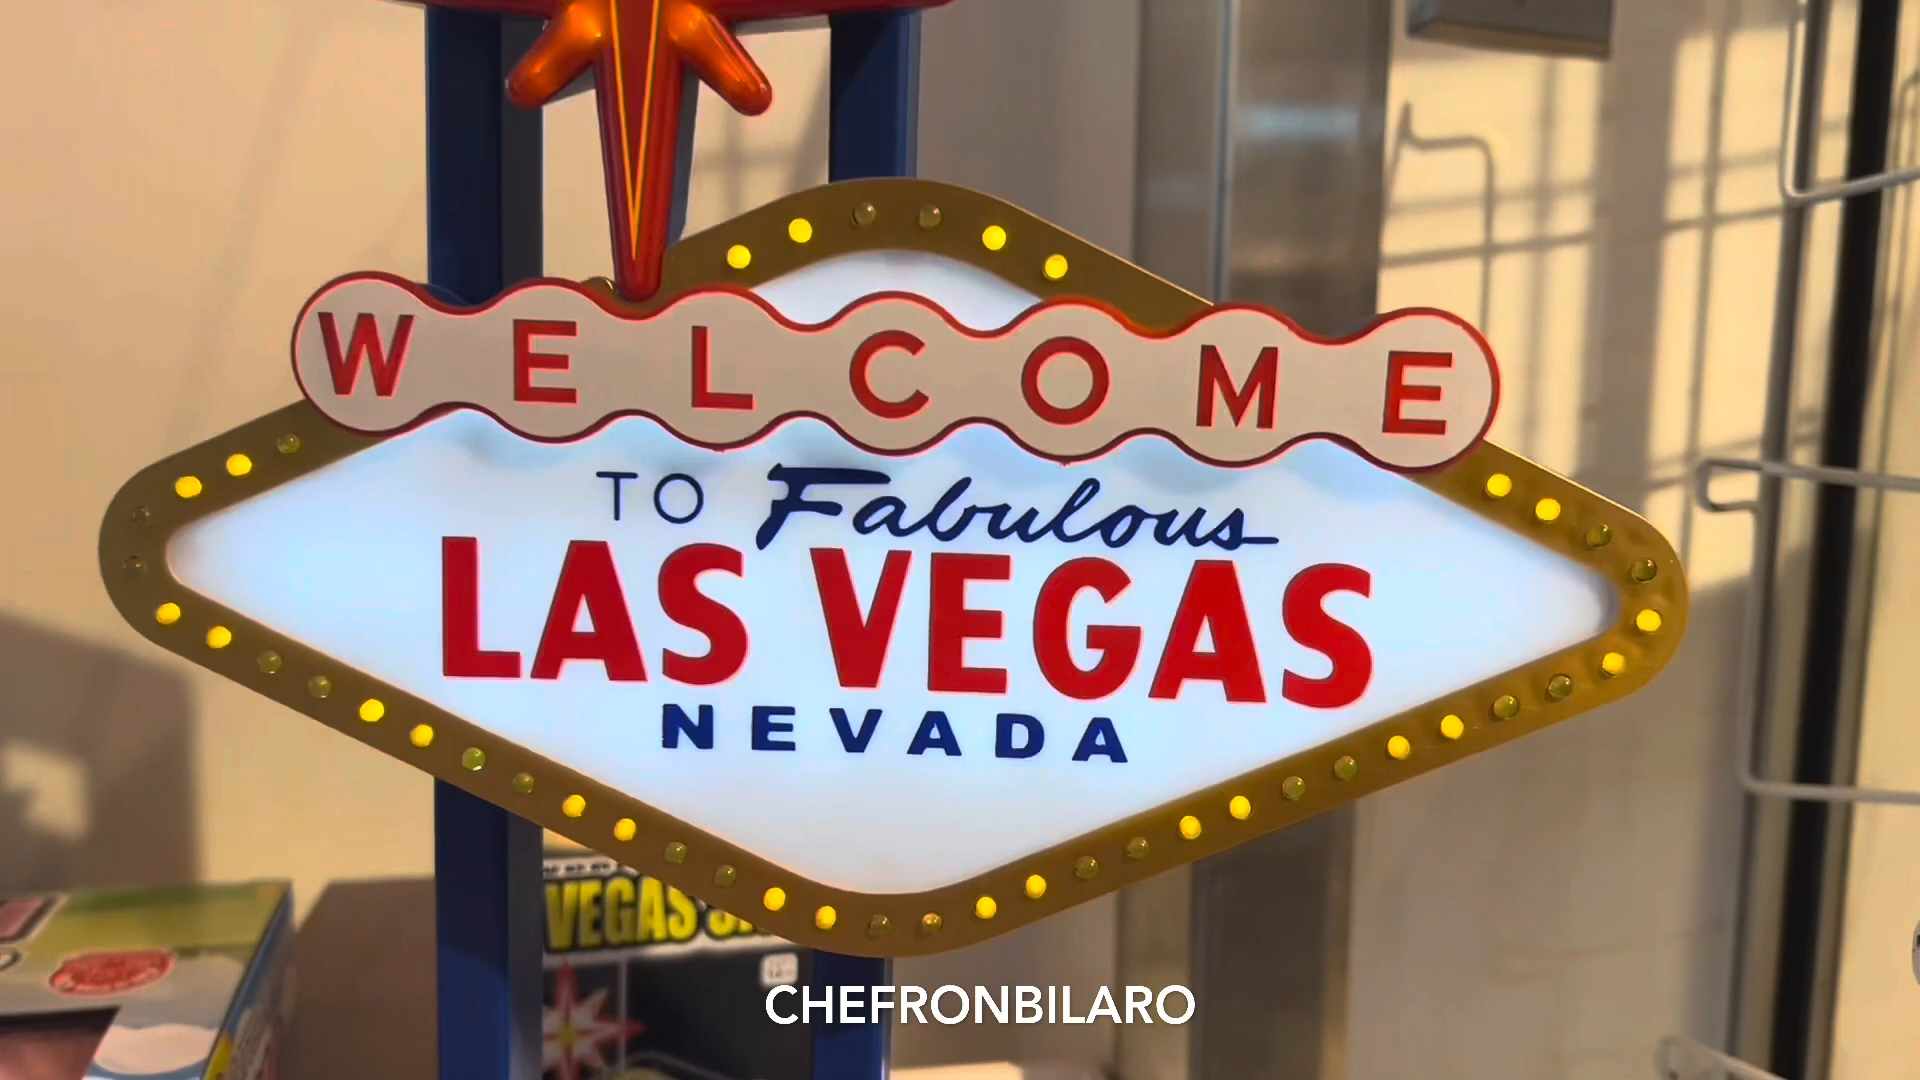 WELCOME
TO Fabulous
LAS VEGAS
NEVADA
VEGAS
CHEFRONBILARO